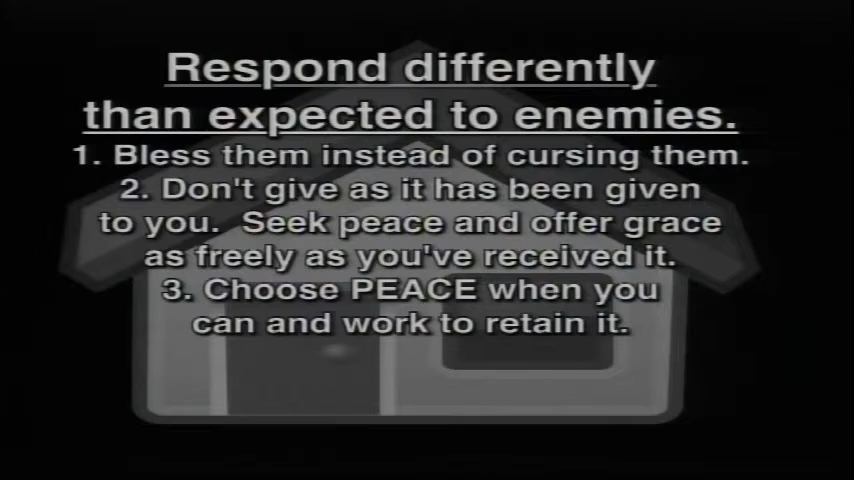 Respond differently
than expected to enemies.
1. Bless them instead of cursing them.
2. Don't give as it has been given
to you.  Seek peace and offer grace
as freely as you've received it.
3. Choose PEACE when you
can and work to retain it.